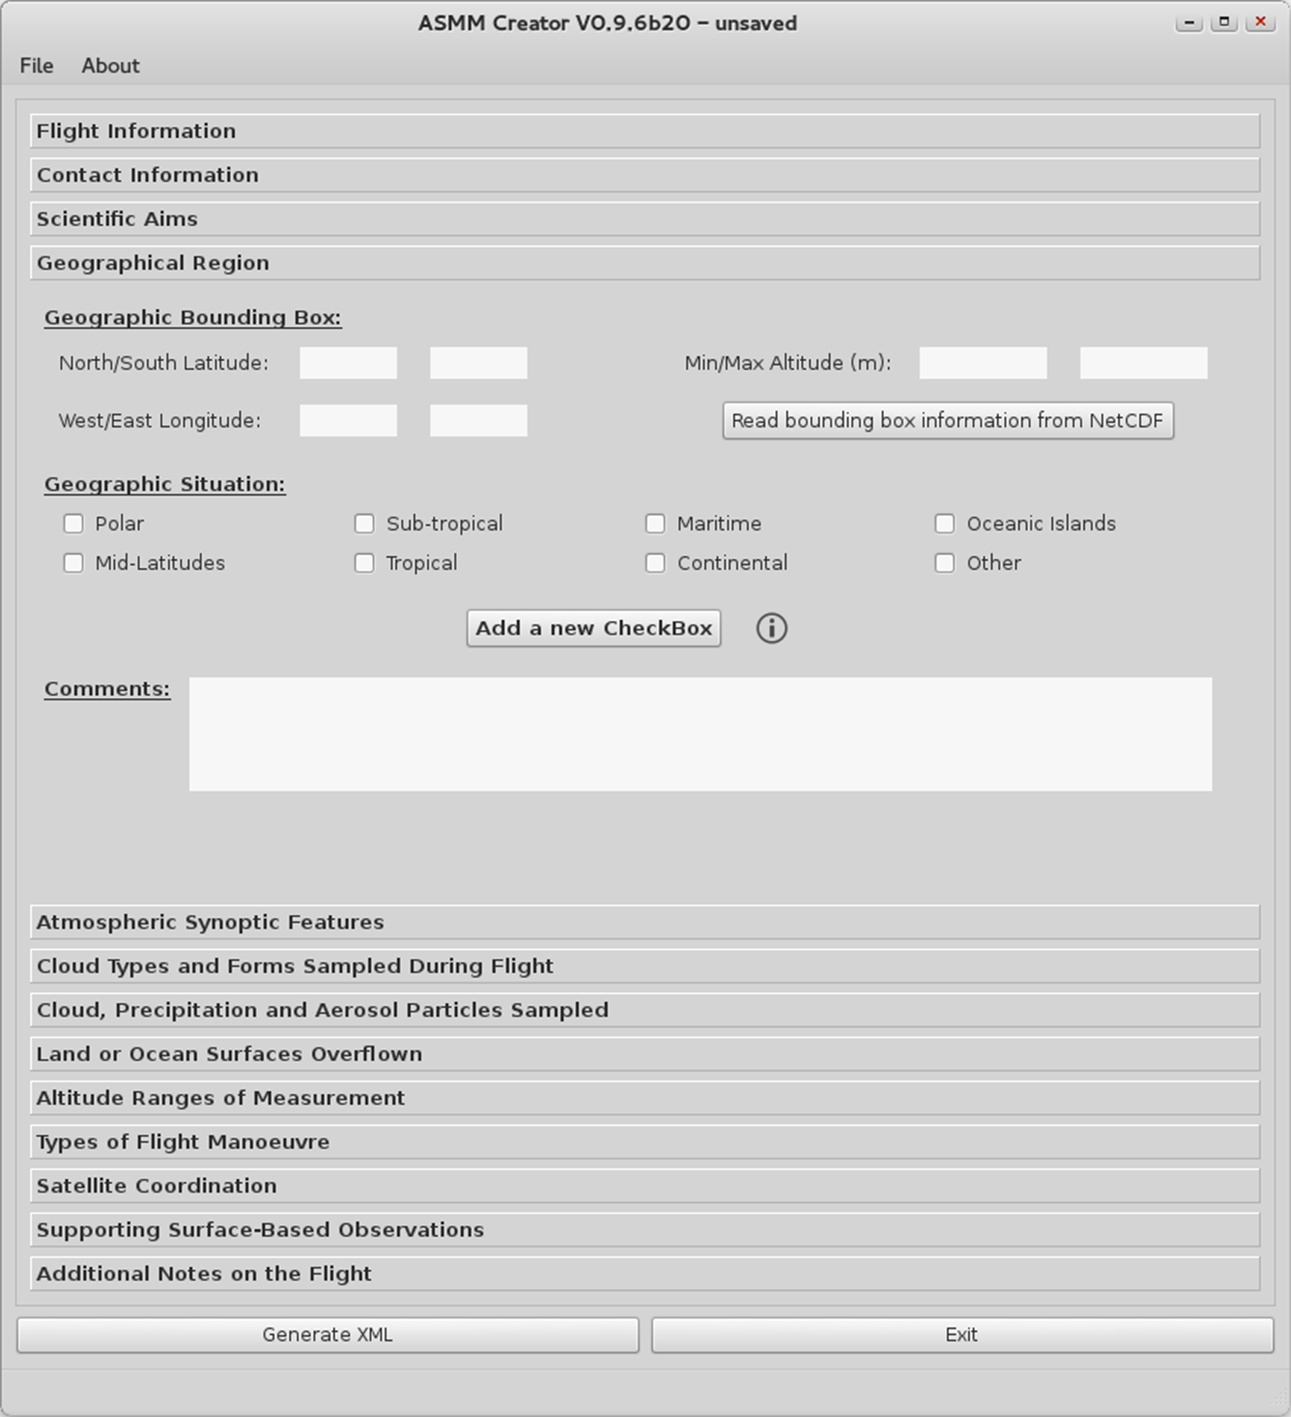 ASMM Creator V0.9.6b20 – unsaved
File About
Flight Information
Contact Information
Scientific Aims
Geographical Region
Geographic Bounding Box:
North/South Latitude: Min/Max Altitude (m):
West/East Longitude: Read bounding box information from NetCDF
Geographic Situation:
Polar Sub-tropical Maritime Oceanic Islands
Mid-Latitudes Tropical Continental Other
Add a new CheckBox
Comments:
Atmospheric Synoptic Features
Cloud Types and Forms Sampled During Flight
Cloud, Precipitation and Aerosol Particles Sampled
Land or Ocean Surfaces Overflown
Altitude Ranges of Measurement
Types of Flight Manoeuvre
Satellite Coordination
Supporting Surface-Based Observations
Additional Notes on the Flight
Generate XML Exit